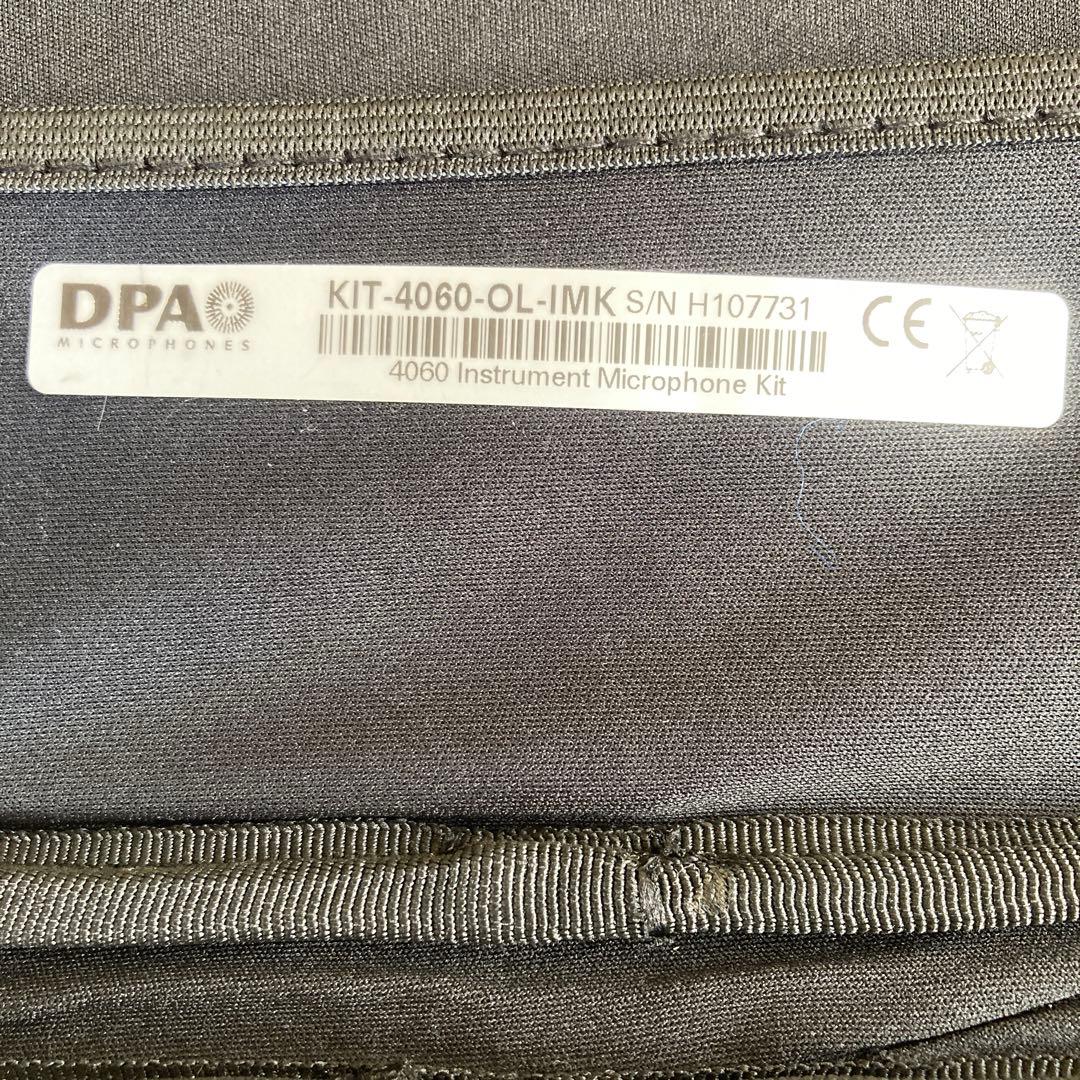 DPA
MICROPHONES
KIT-4060-OL-IMK S/N H107731
4060 Instrument Microphone Kit
CE